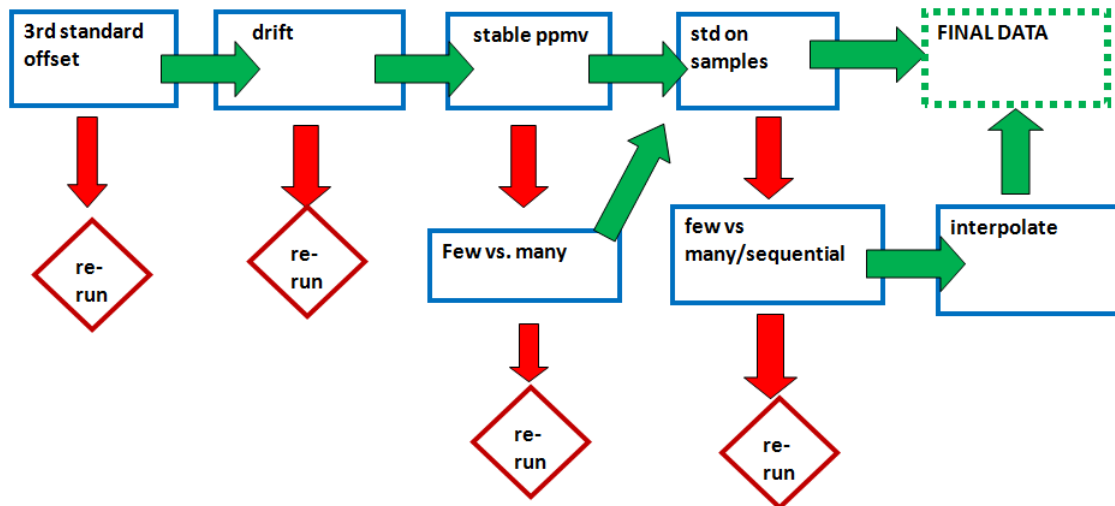 3rd standard
offset
drift
stable ppmv
std on
samples
FINAL DATA
re-
run
re-
run
Few vs. many
few vs
many/sequential
interpolate
re-
run
re-
run